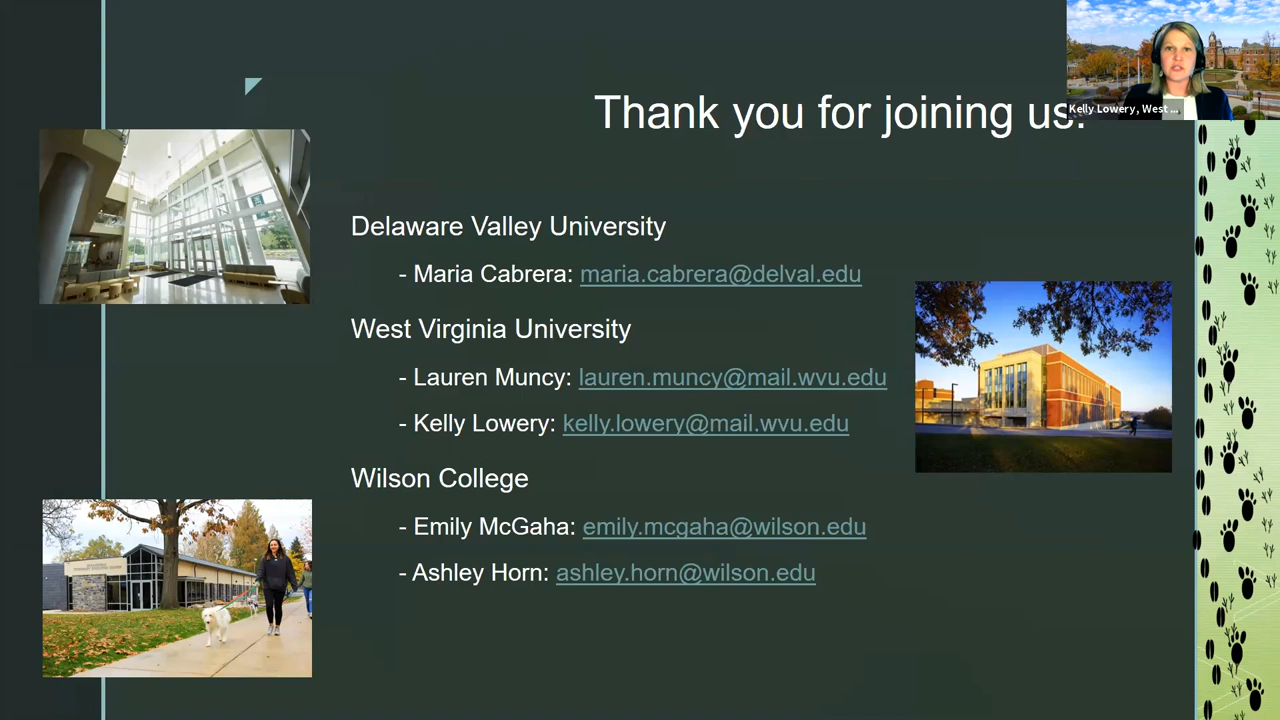 Kelly Lowery, West ...
Thank you for joining us!
Delaware Valley University
- Maria Cabrera: maria.cabrera@delval.edu
West Virginia University
- Lauren Muncy: lauren.muncy@mail.wvu.edu
- Kelly Lowery: kelly.lowery@mail.wvu.edu
Wilson College
- Emily McGaha: emily.mcgaha@wilson.edu
- Ashley Horn: ashley.horn@wilson.edu